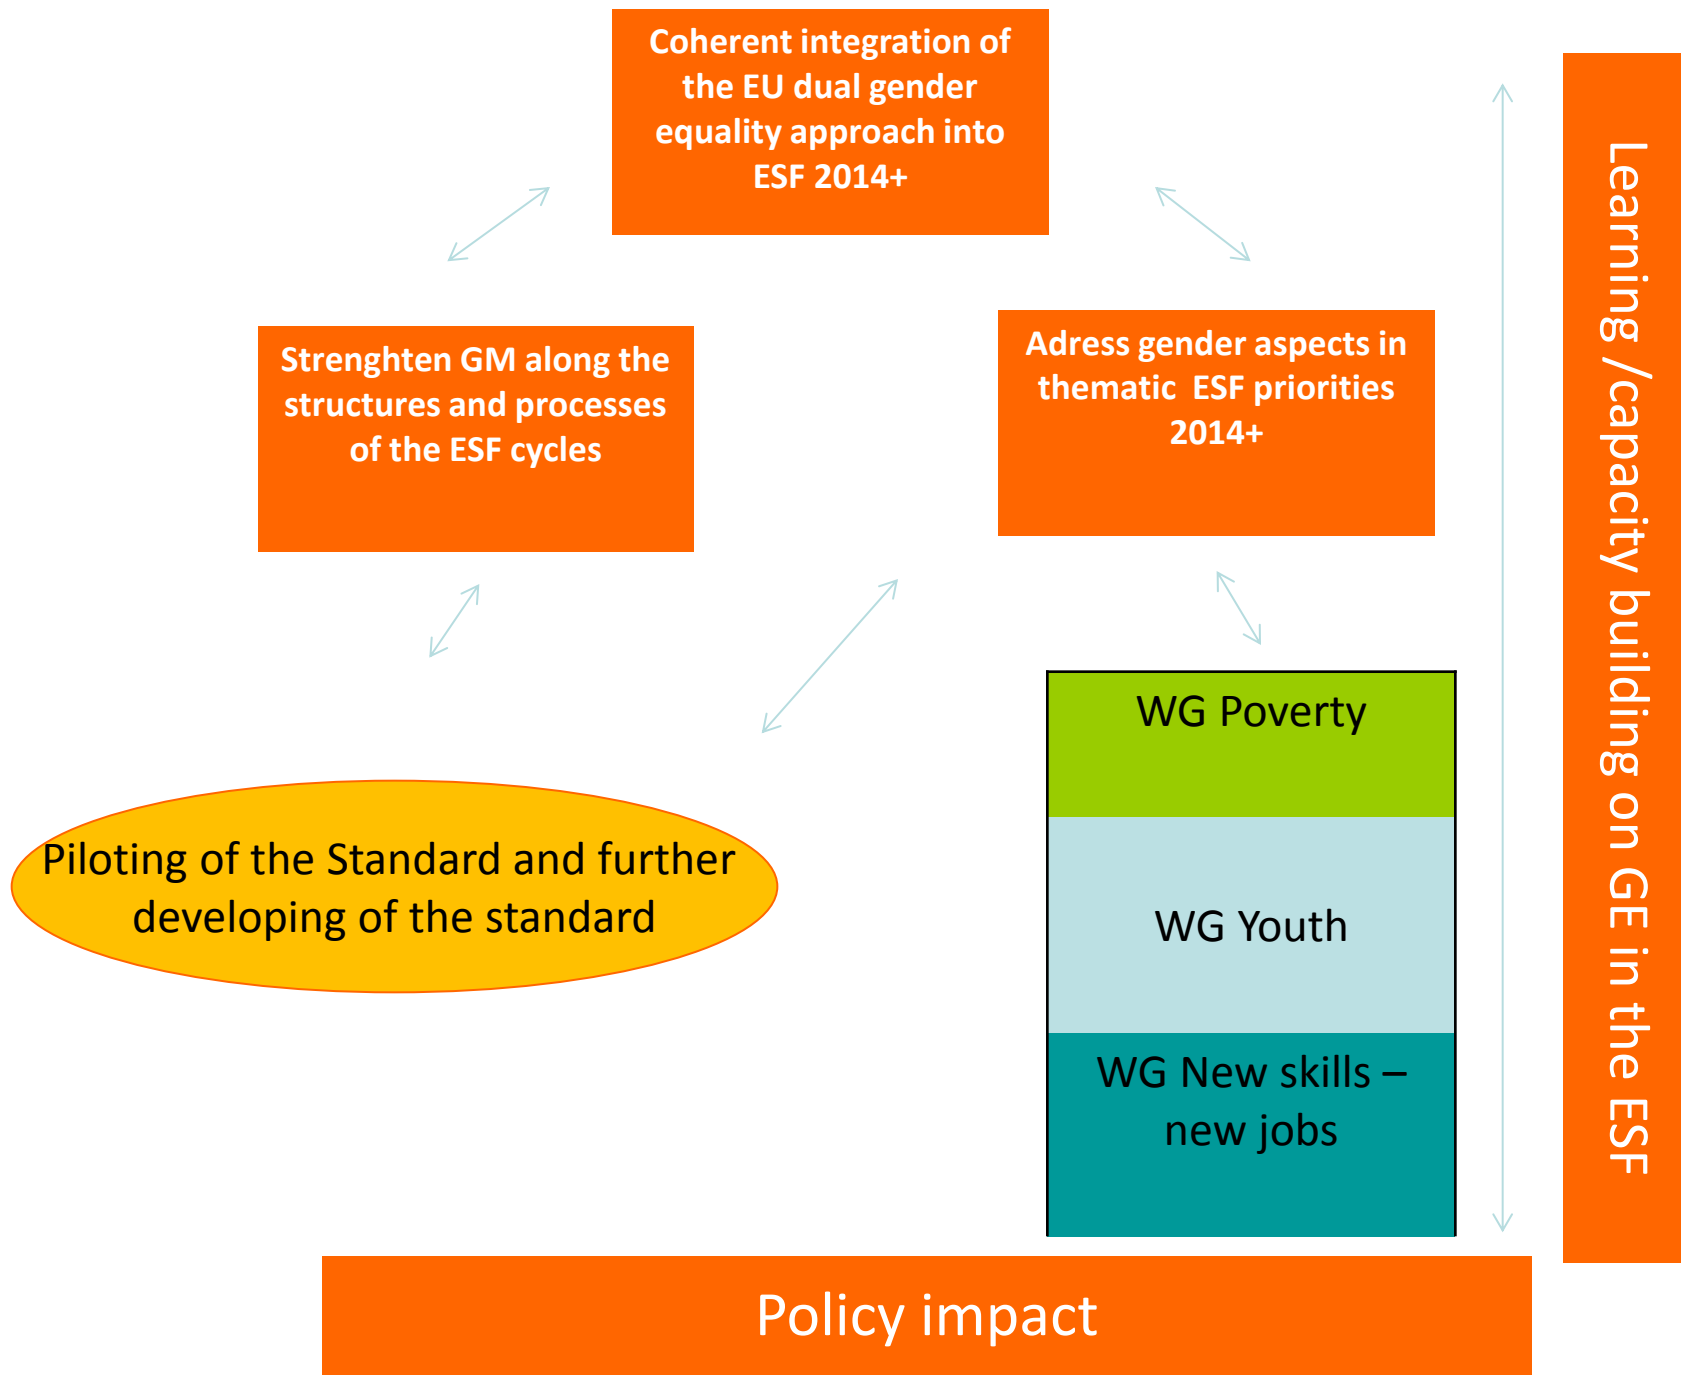 Coherent integration of
the EU dual gender
equality approach into
ESF 2014+
Strenghten GM along the
structures and processes
of the ESF cycles
Adress gender aspects in
thematic ESF priorities
2014+
Piloting of the Standard and further
developing of the standard
WG Poverty
WG Youth
WG New skills –
new jobs
Learning /capacity building on GE in the ESF
Policy impact